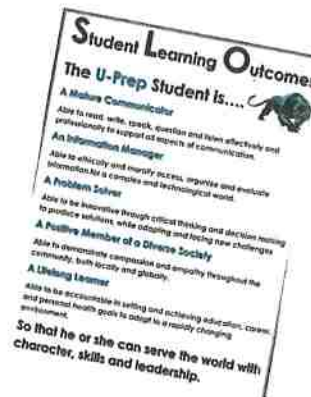 Student Learning Outcomes
The U-Prep Student is....
A Mature Communicator
Able to read, write, speak, question and listen effectively and
professionally to support all aspects of communication.
An Information Manager
Able to ethically and morally access, organize and evaluate
information for a complex and technological world.
A Problem Solver
Able to be innovative through critical thinking and decision making
to produce solutions, while adapting and facing new challenges
A Positive Member of a Diverse Society
Able to demonstrate compassion and empathy throughout the
community, both locally and globally.
A Lifelong Learner
Able to be accountable in setting and achieving education, career,
and personal health goals to adapt to a rapidly changing
environment.
So that he or she can serve the world with
character, skills and leadership.